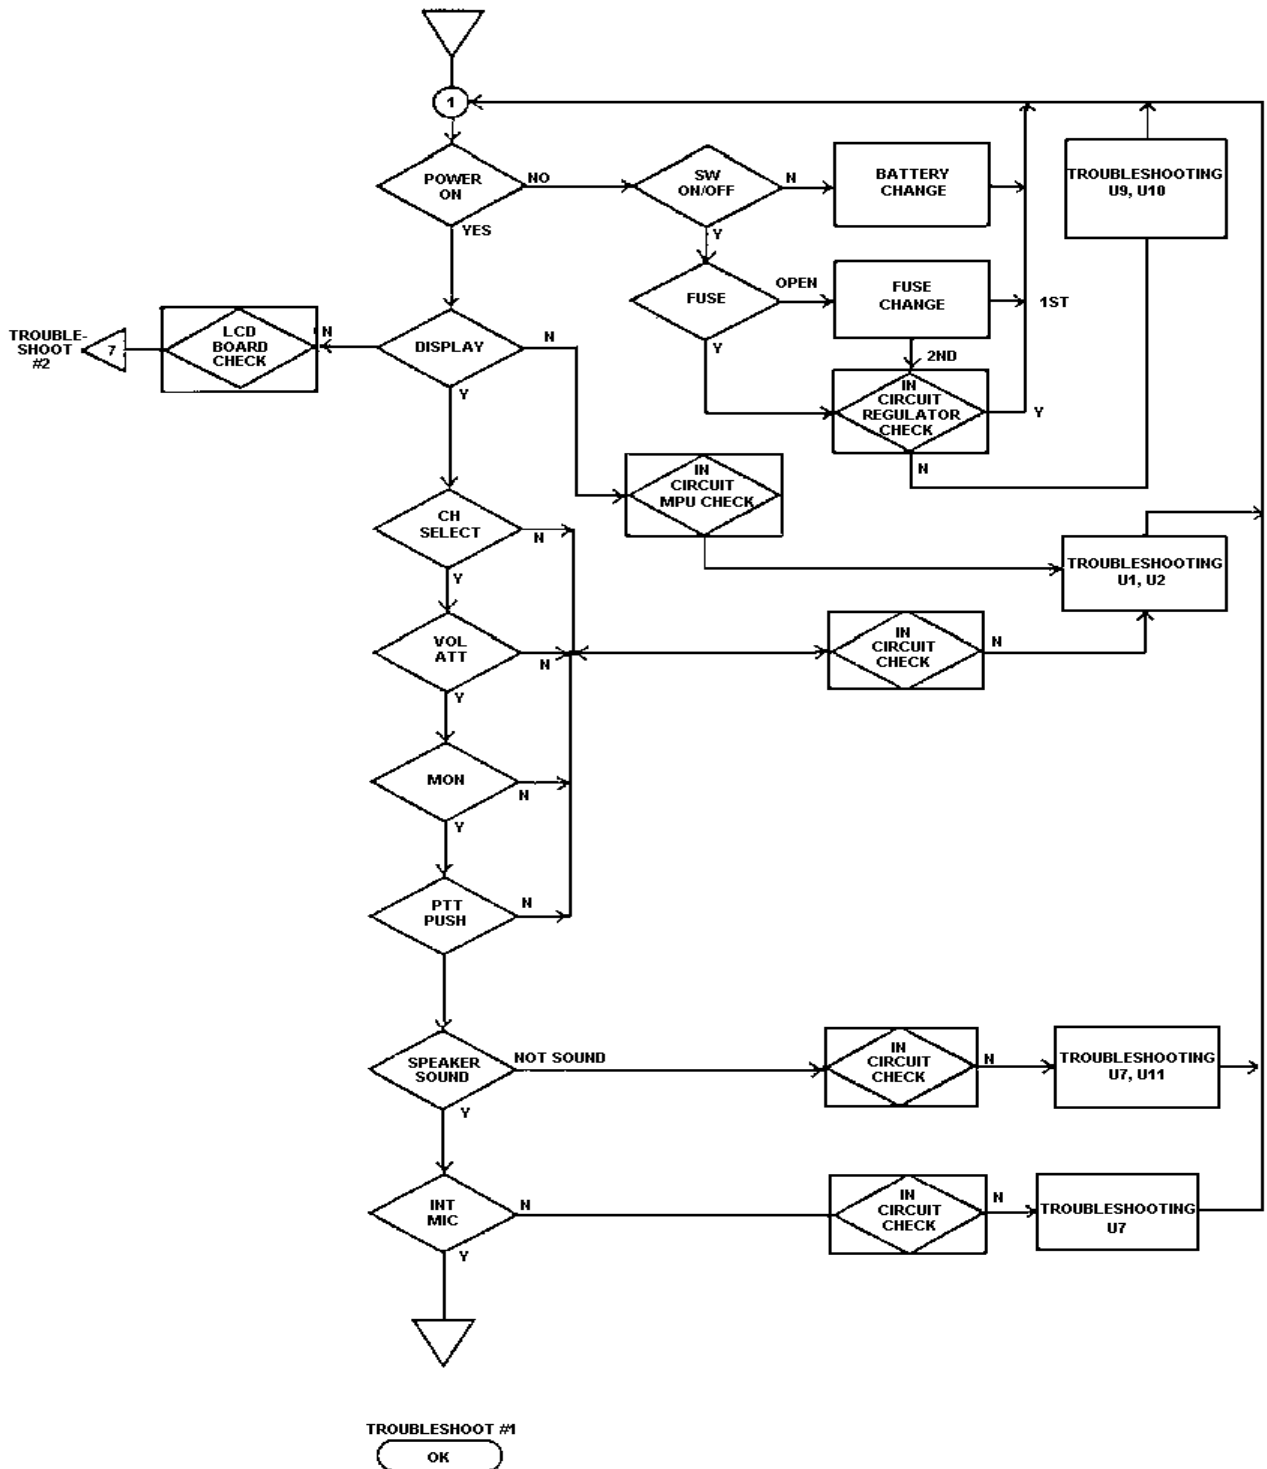 1
POWER
ON
NO
YES
SW
ON/OFF
N
Y
BATTERY
CHANGE
TROUBLESHOOTING
U9, U10
FUSE
OPEN
Y
FUSE
CHANGE
1ST
2ND
IN
CIRCUIT
REGULATOR
CHECK
Y
N
TROUBLE-
SHOOT
#2
7
LCD
BOARD
CHECK
N
DISPLAY
N
Y
IN
CIRCUIT
MPU CHECK
CH
SELECT
N
Y
TROUBLESHOOTING
U1, U2
VOL
ATT
N
Y
IN
CIRCUIT
CHECK
N
MON
N
Y
PTT
PUSH
N
SPEAKER
SOUND
NOT SOUND
Y
IN
CIRCUIT
CHECK
N
TROUBLESHOOTING
U7, U11
INT
MIC
N
Y
IN
CIRCUIT
CHECK
N
TROUBLESHOOTING
U7
TROUBLESHOOT #1
OK